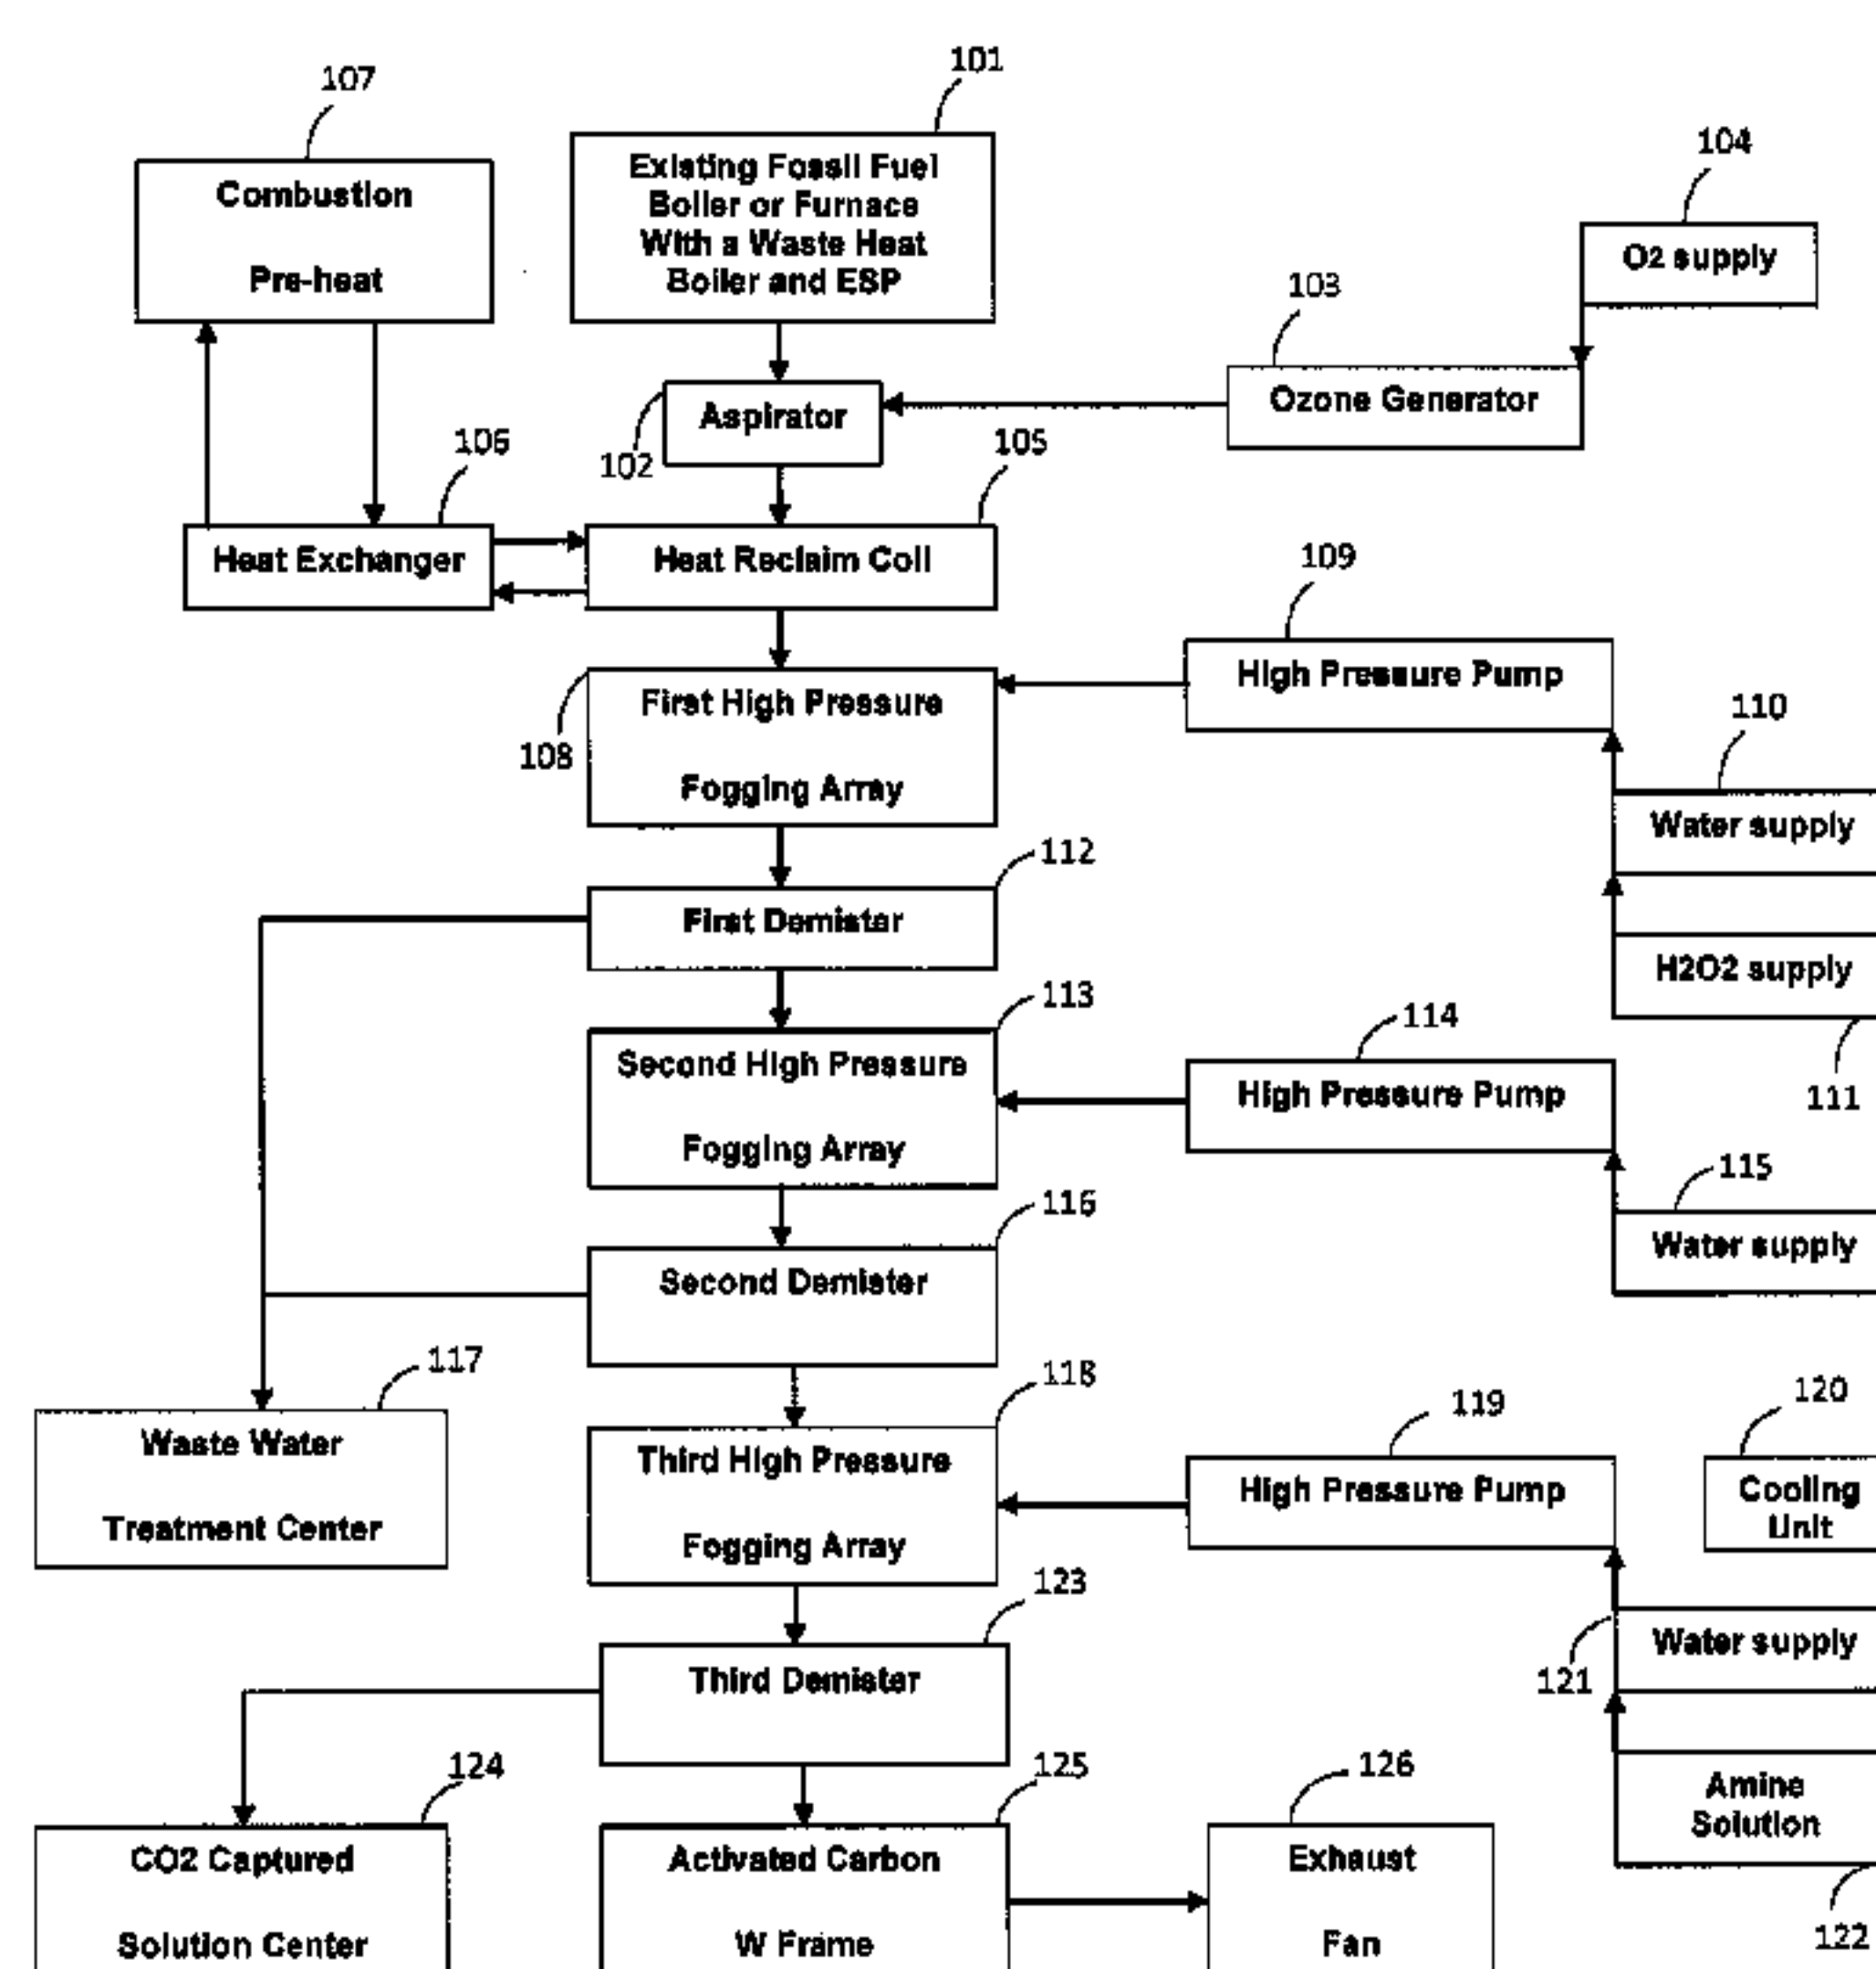 107
101
104
Combustion
Pre-heat
Existing Fossil Fuel
Boiler or Furnace
With a Waste Heat
Boiler and ESP
O2 supply
103
Ozone Generator
Aspirator
102
106
105
Heat Exchanger
Heat Reclaim Coil
109
High Pressure Pump
First High Pressure
Fogging Array
108
110
Water supply
112
First Demister
H2O2 supply
111
113
Second High Pressure
Fogging Array
114
High Pressure Pump
115
Water supply
116
Second Demister
117
Waste Water
Treatment Center
118
Third High Pressure
Fogging Array
119
High Pressure Pump
120
Cooling
Unit
123
Third Demister
121
Water supply
124
CO2 Captured
Solution Center
125
Activated Carbon
W Frame
126
Exhaust
Fan
Amine
Solution
122